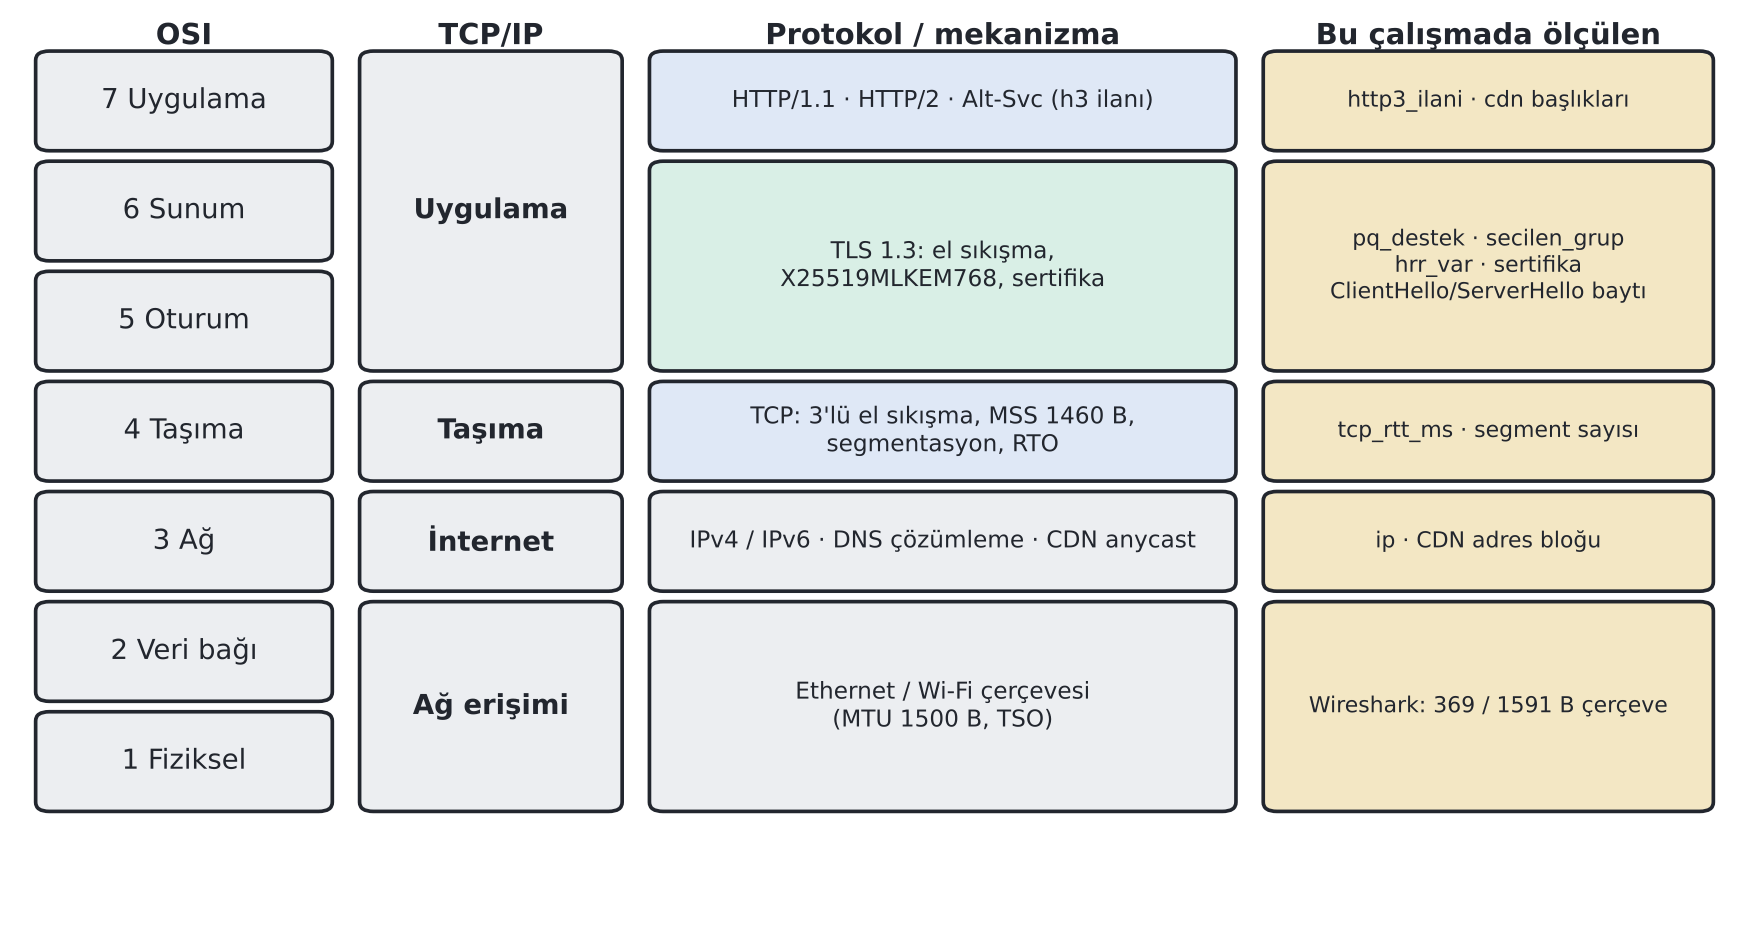 OSI
TCP/IP
Protokol / mekanizma
Bu çalışmada ölçülen
7 Uygulama
6 Sunum
5 Oturum
4 Taşıma
3 Ağ
2 Veri bağı
1 Fiziksel
Uygulama
Taşıma
İnternet
Ağ erişimi
HTTP/1.1 · HTTP/2 · Alt-Svc (h3 ilanı)
TLS 1.3: el sıkışma,
X25519MLKEM768, sertifika
TCP: 3'lü el sıkışma, MSS 1460 B,
segmentasyon, RTO
IPv4 / IPv6 · DNS çözümleme · CDN anycast
Ethernet / Wi-Fi çerçevesi
(MTU 1500 B, TSO)
http3_ilani · cdn başlıkları
pq_destek · secilen_grup
hrr_var · sertifika
ClientHello/ServerHello baytı
tcp_rtt_ms · segment sayısı
ip · CDN adres bloğu
Wireshark: 369 / 1591 B çerçeve